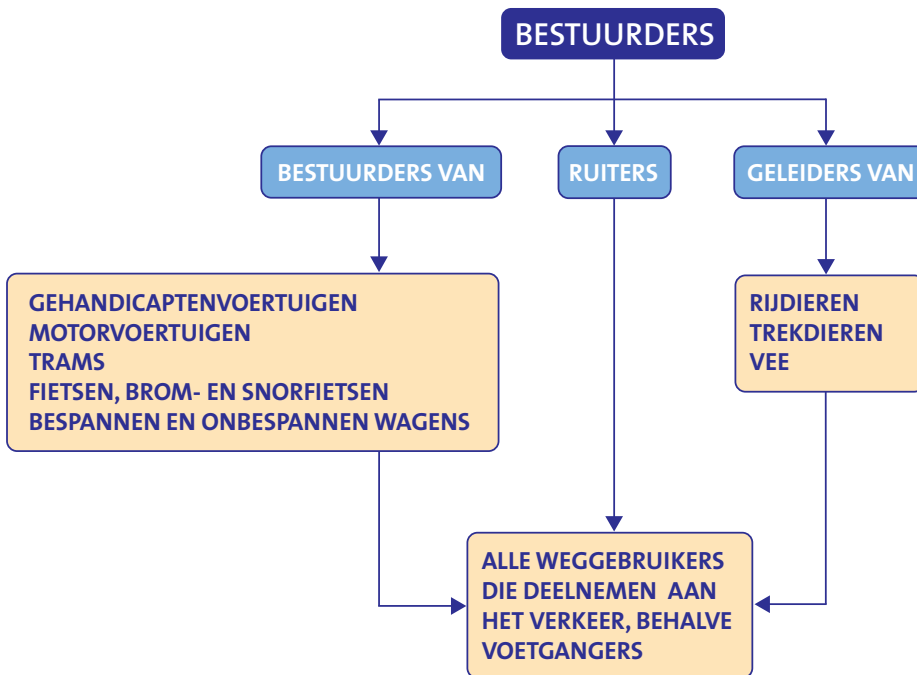 BESTUURDERS
BESTUURDERS VAN
RUITERS
GELEIDERS VAN
GEHANDICAPTENVOERTUIGEN
MOTORVOERTUIGEN
TRAMS
FIETSEN, BROM- EN SNORFIETSEN
BESPANNEN EN ONBESPANNEN WAGENS
RIJDIEREN
TREKDIEREN
VEE
ALLE WEGGEBRUIKERS
DIE DEELNEMEN AAN
HET VERKEER, BEHALVE
VOETGANGERS